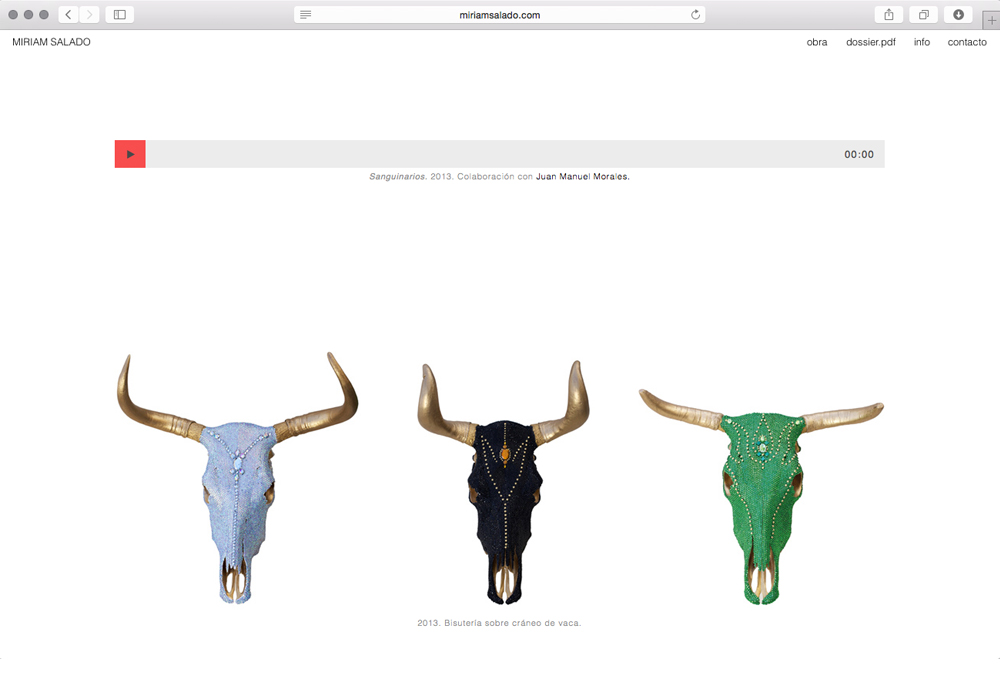 miriamsalado.com
MIRIAM SALADO
obra dossier.pdf info contacto
00:00
Sanguinarios. 2013. Colaboración con Juan Manuel Morales.
2013. Bisutería sobre cráneo de vaca.